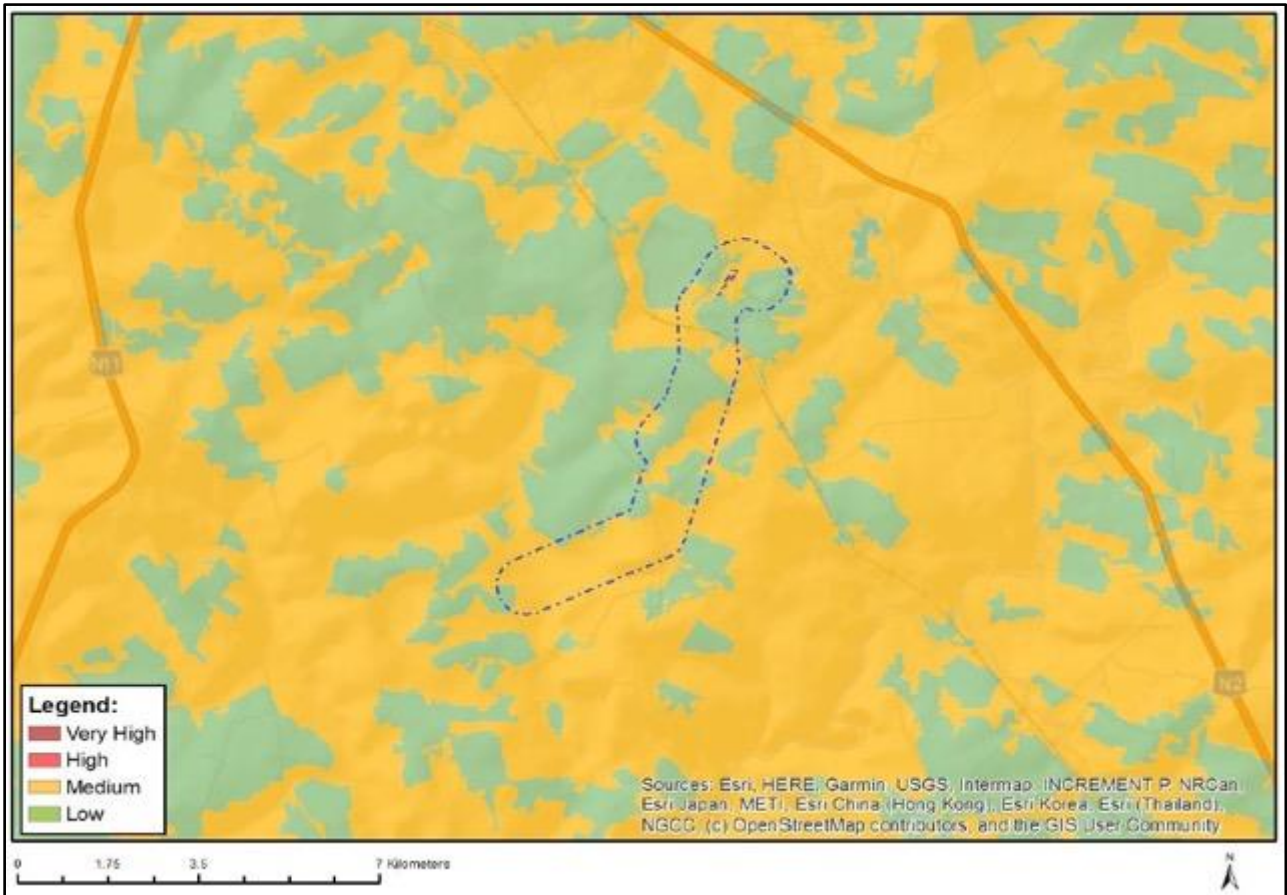 N11
N2
Legend:
Very High
High
Medium
Low
Sources: Esri, HERE, Garmin, USGS, Intermap, INCREMENT P, NRCan,
Esri Japan, METI, Esri China (Hong Kong), Esri Korea, Esri (Thailand),
NGCC, (c) OpenStreetMap contributors, and the GIS User Community
0 1.75 3.5 7 Kilometers
N